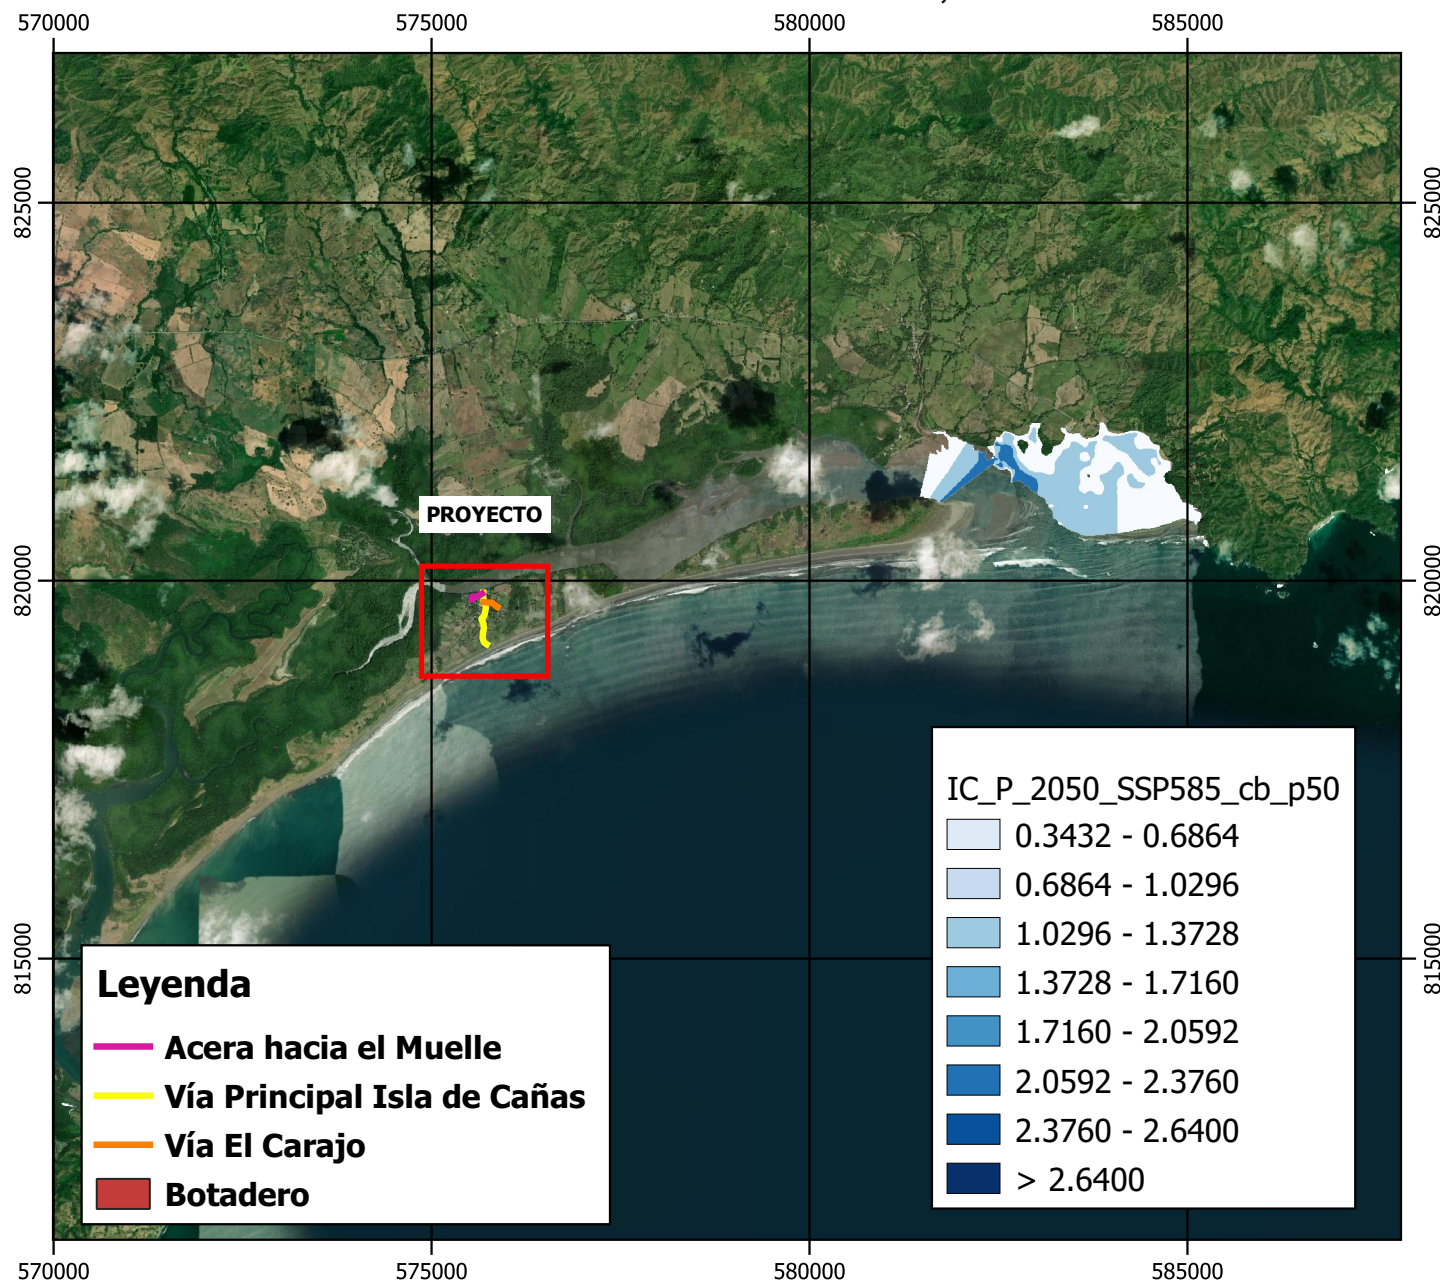 570000 575000 580000 585000
825000 825000
PROYECTO
820000 820000
IC_P_2050_SSP585_cb_p50
0.3432 - 0.6864
0.6864 - 1.0296
1.0296 - 1.3728
1.3728 - 1.7160
1.7160 - 2.0592
2.0592 - 2.3760
2.3760 - 2.6400
> 2.6400
815000 815000
Leyenda
Acera hacia el Muelle
Vía Principal Isla de Cañas
Vía El Carajo
Botadero
570000 575000 580000 585000